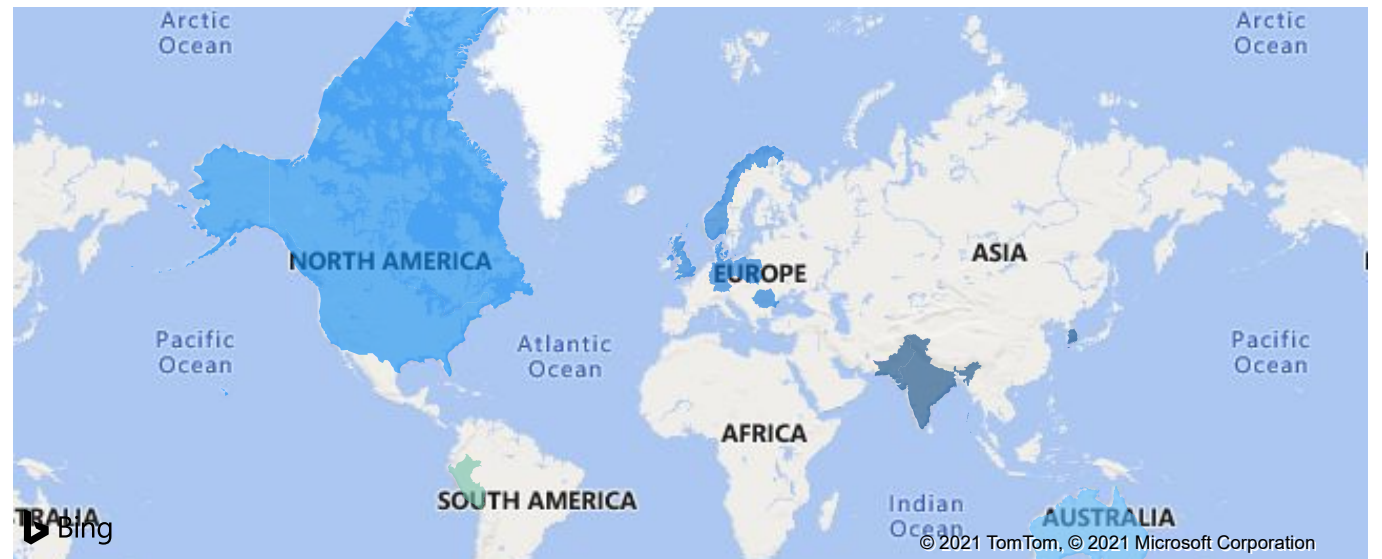 Arctic
Ocean
Arctic
Ocean
NORTH AMERICA
EUROPE
ASIA
Pacific
Ocean
Atlantic
Ocean
Pacific
Ocean
AFRICA
SOUTH AMERICA
Indian
Ocean
AUSTRALIA
TRALIA
Bing
© 2021 TomTom, © 2021 Microsoft Corporation